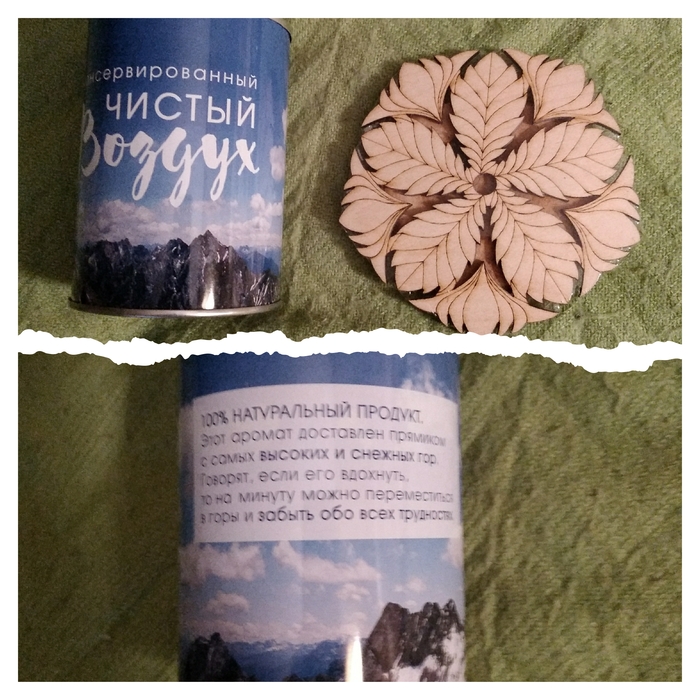 нсервированный
чистый
Воздух
100% НАТУРАЛЬНЫЙ ПРОДУКТ.
Этот аромат доставлен прямиком
с самых высоких и снежных гор.
Говорят, если его вдохнуть,
то на минуту можно переместиться
в горы и забыть обо всех трудностях.